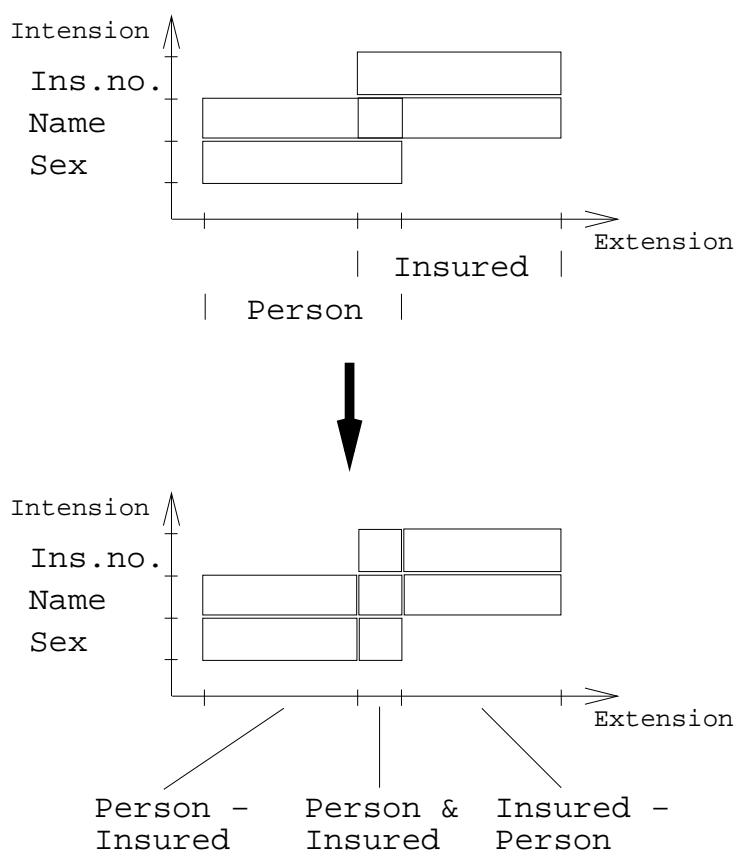 Intension
Ins.no.
Name
Sex
Extension
Insured
Person
Intension
Ins.no.
Name
Sex
Extension
Person – Person & Insured –
Insured Insured Person